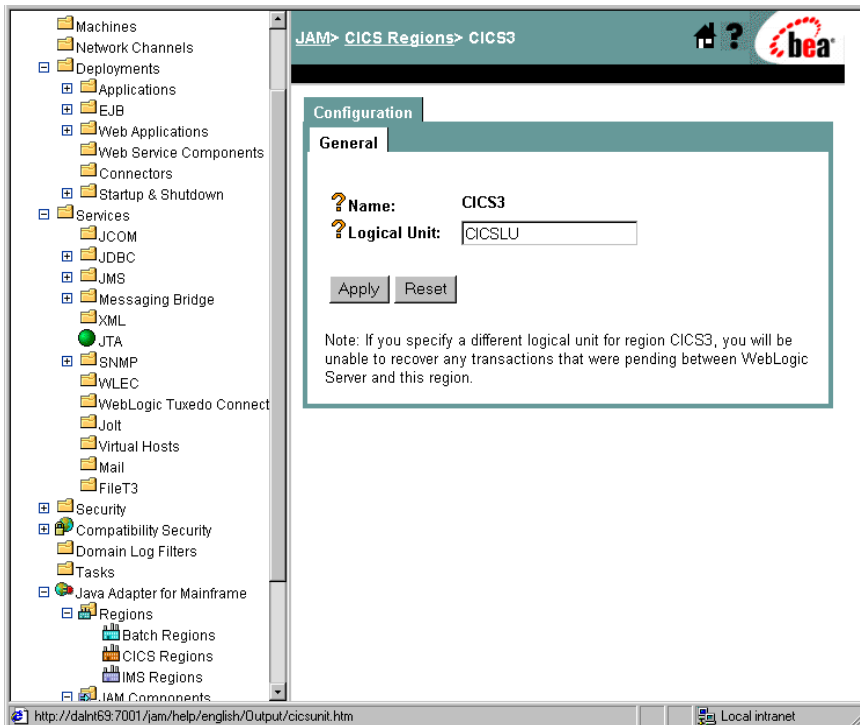 Machines
Network Channels
Deployments
Applications
EJB
Web Applications
Web Service Components
Connectors
Startup & Shutdown
Services
JCOM
JDBC
JMS
Messaging Bridge
XML
JTA
SNMP
WLEC
WebLogic Tuxedo Connect
Jolt
Virtual Hosts
Mail
FileT3
Security
Compatibility Security
Domain Log Filters
Tasks
Java Adapter for Mainframe
Regions
Batch Regions
CICS Regions
IMS Regions
JAM Components
JAM> CICS Regions> CICS3
? bea
Configuration
General
? Name: CICS3
? Logical Unit: CICSLU
Apply Reset
Note: If you specify a different logical unit for region CICS3, you will be
unable to recover any transactions that were pending between WebLogic
Server and this region.
http://dalnt69:7001/jam/help/english/Output/cicsunit.htm Local intranet